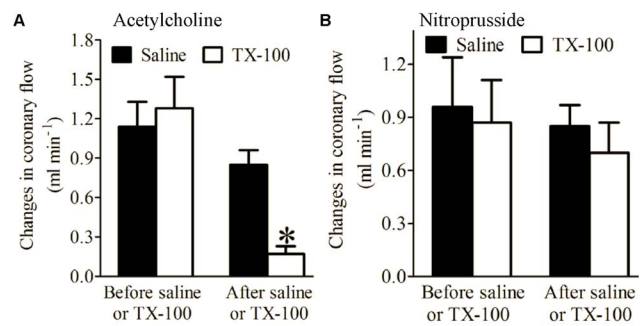 A Acetylcholine
Changes in coronary flow
(ml min⁻¹)
1.8
1.5
1.2
0.9
0.6
0.3
0.0
Saline TX-100
*
Before saline
or TX-100
After saline
or TX-100
B Nitroprusside
Changes in coronary flow
(ml min⁻¹)
1.2
0.9
0.6
0.3
0.0
Saline TX-100
Before saline
or TX-100
After saline
or TX-100